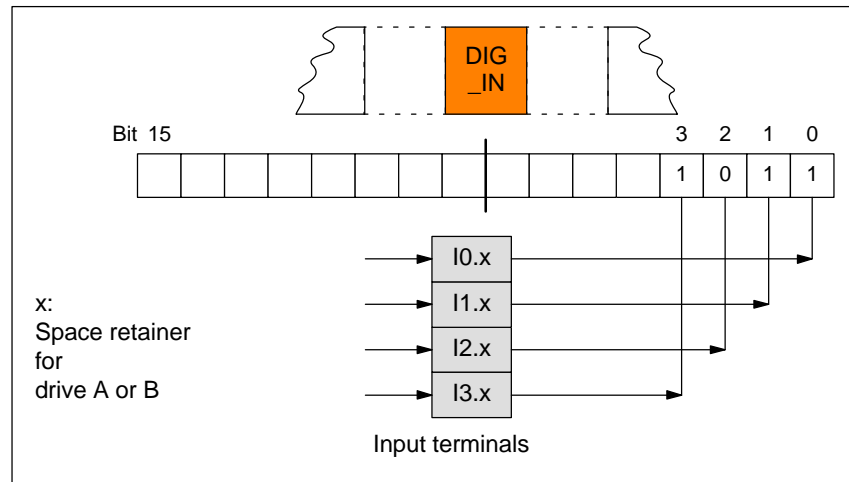 DIG
_IN
Bit 15 3 2 1 0
1 0 1 1
I0.x
I1.x
I2.x
I3.x
x:
Space retainer
for
drive A or B
Input terminals